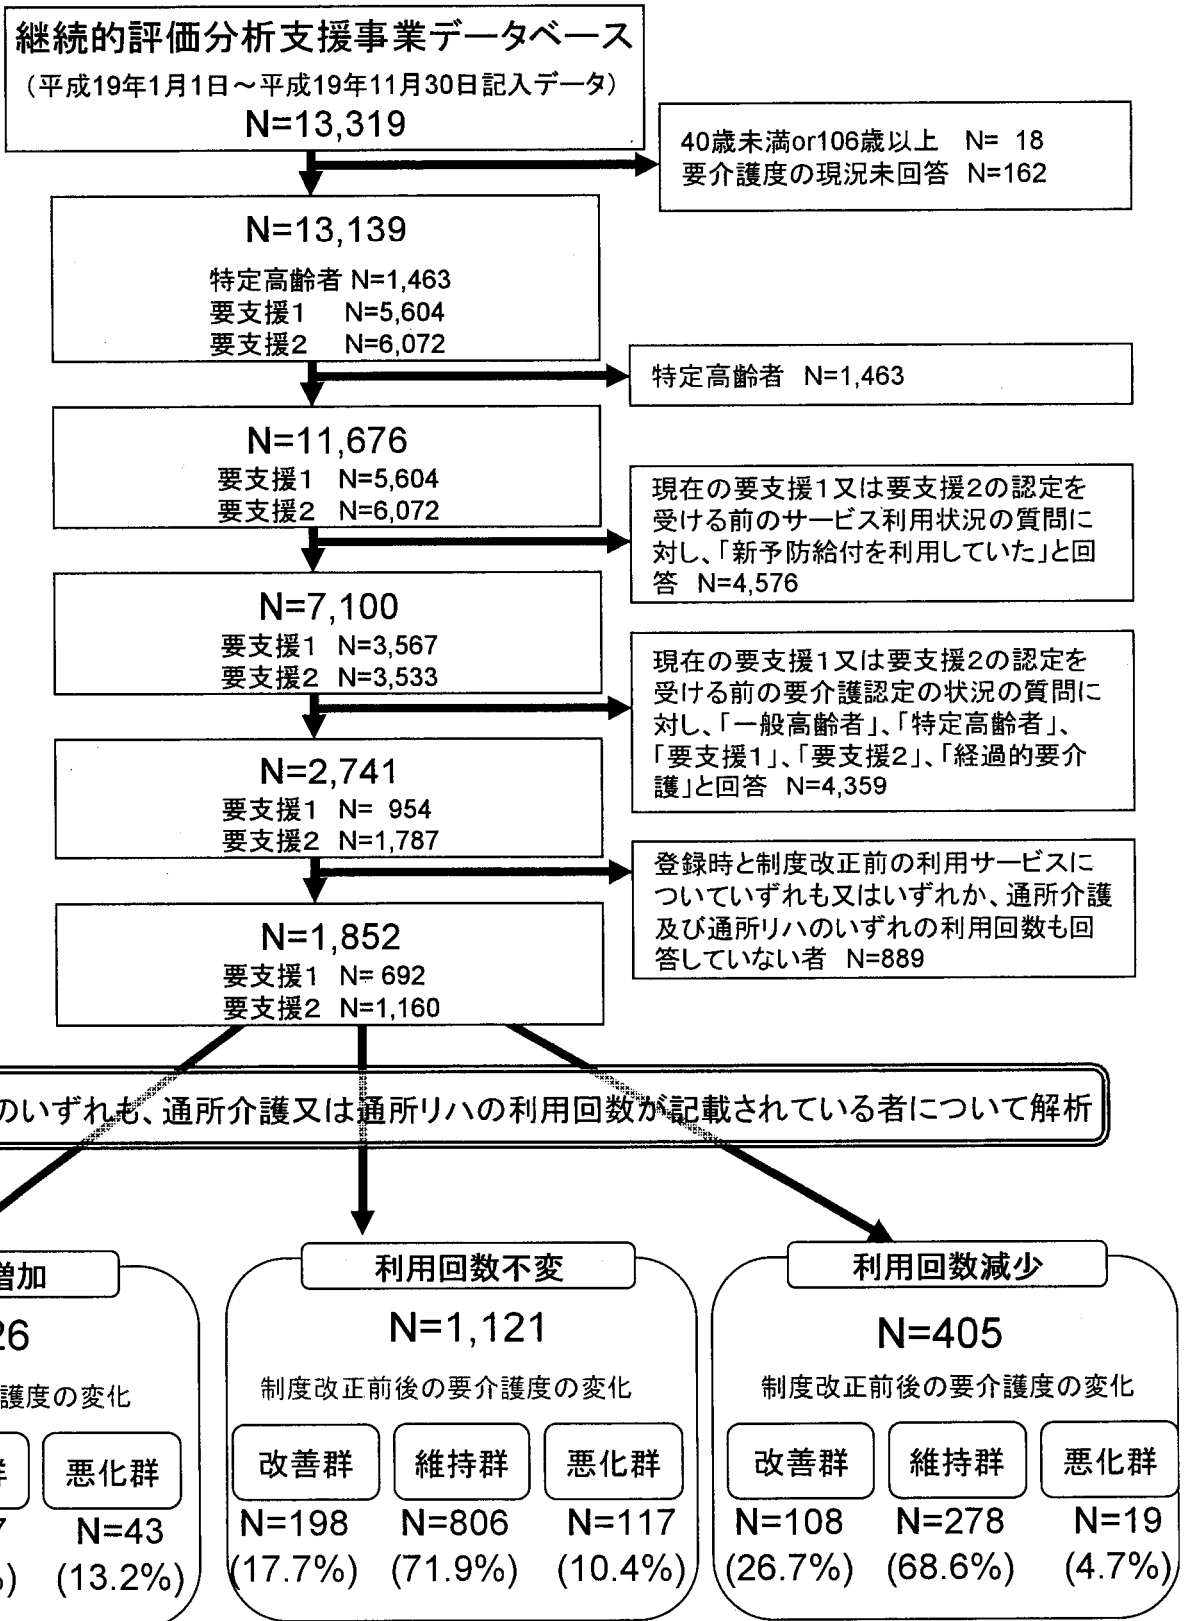 継続的評価分析支援事業データベース
(平成19年1月1日～平成19年11月30日記入データ)
N=13,319
40歳未満or106歳以上 N= 18
要介護度の現況未回答 N=162
N=13,139
特定高齢者 N=1,463
要支援1 N=5,604
要支援2 N=6,072
特定高齢者 N=1,463
N=11,676
要支援1 N=5,604
要支援2 N=6,072
現在の要支援1又は要支援2の認定を
受ける前のサービス利用状況の質問に
対し、「新予防給付を利用していた」と回
答 N=4,576
N=7,100
要支援1 N=3,567
要支援2 N=3,533
現在の要支援1又は要支援2の認定を
受ける前の要介護認定の状況の質問に
対し、「一般高齢者」、「特定高齢者」、
「要支援1」、「要支援2」、「経過的要介
護」と回答 N=4,359
N=2,741
要支援1 N= 954
要支援2 N=1,787
登録時と制度改正前の利用サービスに
ついていずれも又はいずれか、通所介護
及び通所リハのいずれの利用回数も回
答していない者 N=889
N=1,852
要支援1 N= 692
要支援2 N=1,160
のいずれも、通所介護又は通所リハの利用回数が記載されている者について解析
増加
26
護度の変化
群
悪化群
7
N=43
%)
(13.2%)
利用回数不変
N=1,121
制度改正前後の要介護度の変化
改善群 維持群 悪化群
N=198 N=806 N=117
(17.7%) (71.9%) (10.4%)
利用回数減少
N=405
制度改正前後の要介護度の変化
改善群 維持群 悪化群
N=108 N=278 N=19
(26.7%) (68.6%) (4.7%)